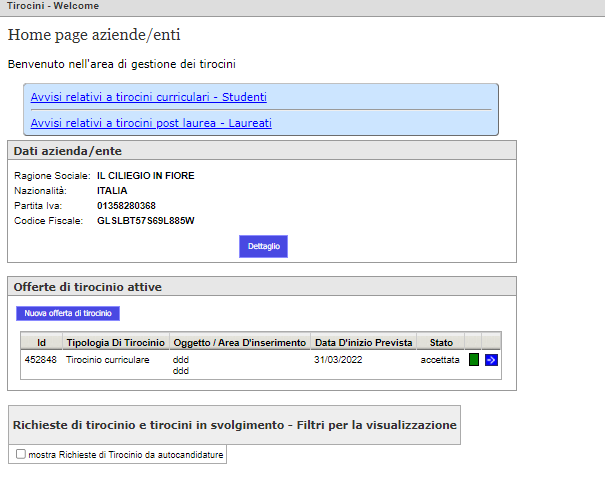 Tirocini - Welcome
Home page aziende/enti
Benvenuto nell'area di gestione dei tirocini
Avvisi relativi a tirocini curriculari - Studenti
Avvisi relativi a tirocini post laurea - Laureati
Dati azienda/ente
Ragione Sociale: IL CILIEGIO IN FIORE
Nazionalità: ITALIA
Partita Iva: 01358280368
Codice Fiscale: GLSLBT57S69L885W
Dettaglio
Offerte di tirocinio attive
Nuova offerta di tirocinio
Id Tipologia Di Tirocinio Oggetto / Area D'inserimento Data D'inizio Prevista Stato
452848 Tirocinio curriculare ddd 31/03/2022 accettata
ddd
Richieste di tirocinio e tirocini in svolgimento - Filtri per la visualizzazione
mostra Richieste di Tirocinio da autocandidature